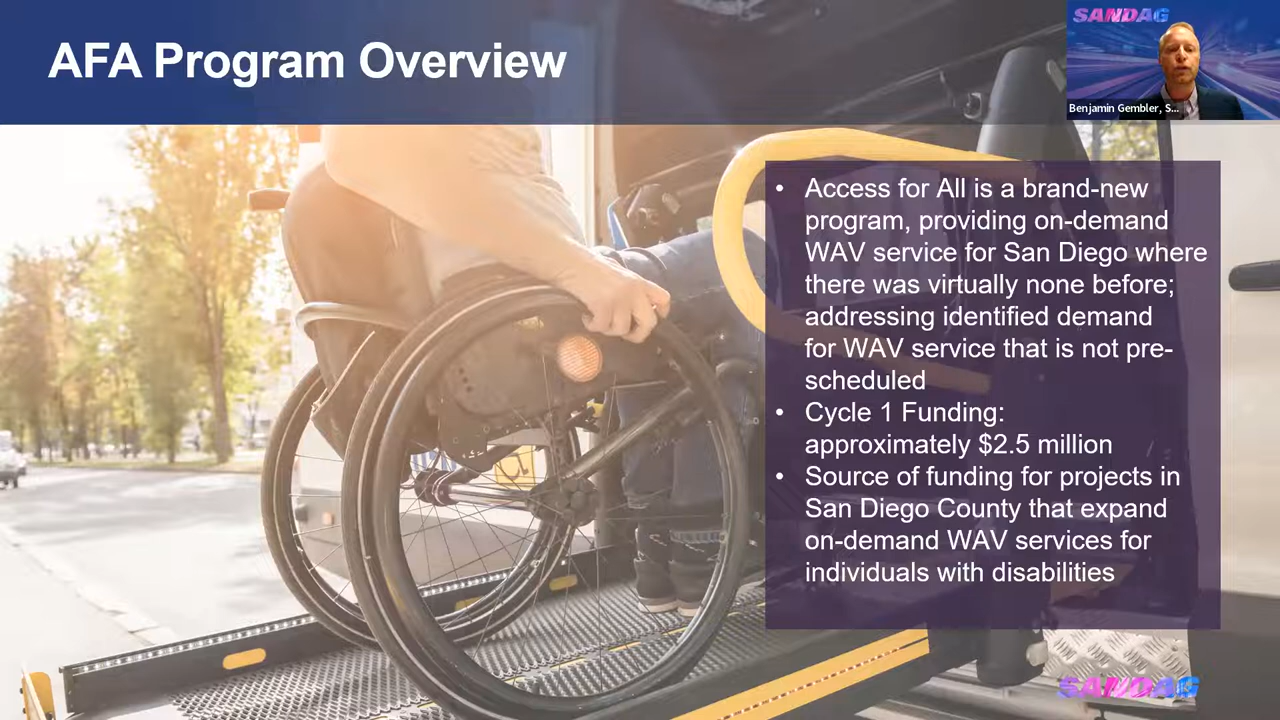 AFA Program Overview
SANDAG
Benjamin Gembler, S...
• Access for All is a brand-new
program, providing on-demand
WAV service for San Diego where
there was virtually none before;
addressing identified demand
for WAV service that is not pre-
scheduled
• Cycle 1 Funding:
approximately $2.5 million
• Source of funding for projects in
San Diego County that expand
on-demand WAV services for
individuals with disabilities
SANDAG